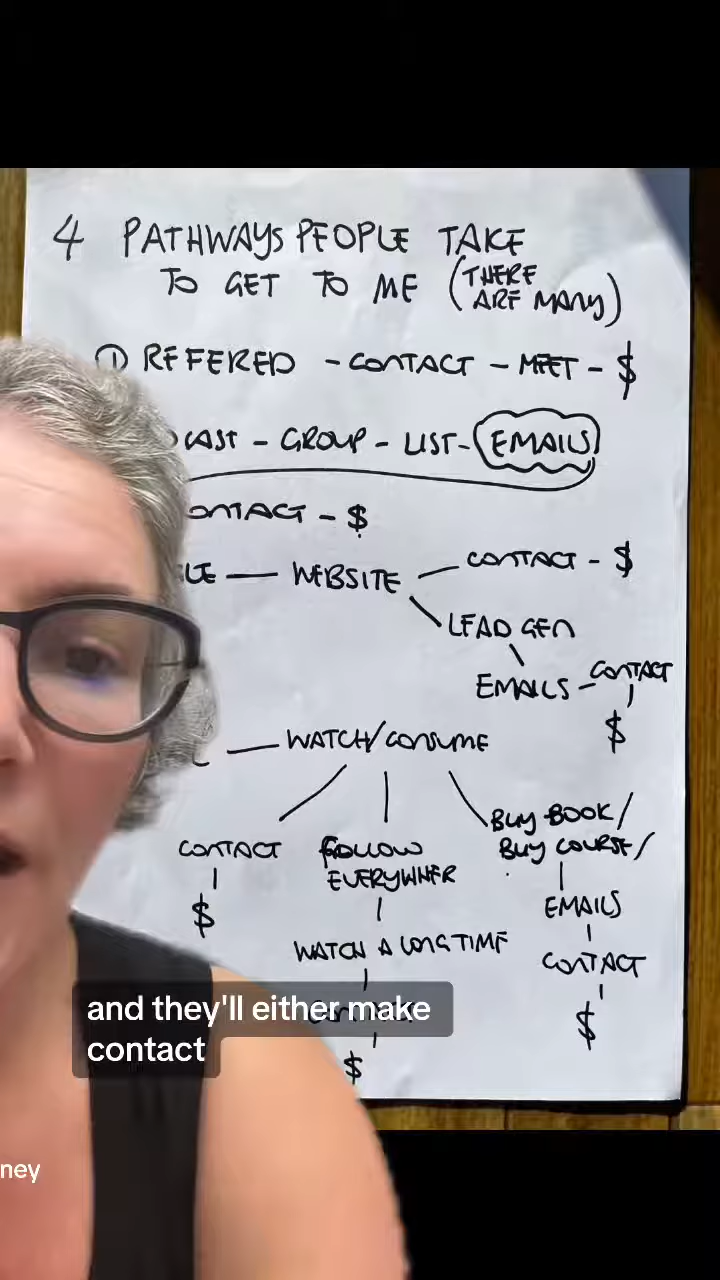 4 PATHWAYS PEOPLE TAKE
TO GET TO ME (THERE ARE MANY)
① REFERED - CONTACT - MEET - $
CAST - GROUP - LIST - EMAILS
ONTACT - $
LE — WEBSITE — CONTACT - $
LEAD GEN
EMAILS - CONTACT
$
WATCH/CONSUME
CONTACT
$
FOLLOW
EVERYWHER
WATCH A LONG TIME
$
BUY BOOK/
BUY COURSE/
EMAILS
CONTACT
$
and they'll either make
contact
ney